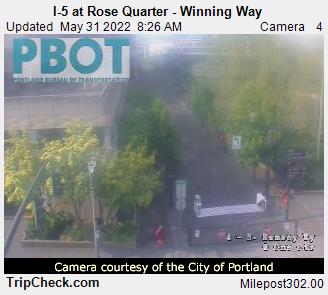 I-5 at Rose Quarter - Winning Way
Updated May 31 2022 8:26 AM Camera 4
PBOT
PORTLAND BUREAU OF TRANSPORTATION
Camera courtesy of the City of Portland
TripCheck.com Milepost302.00